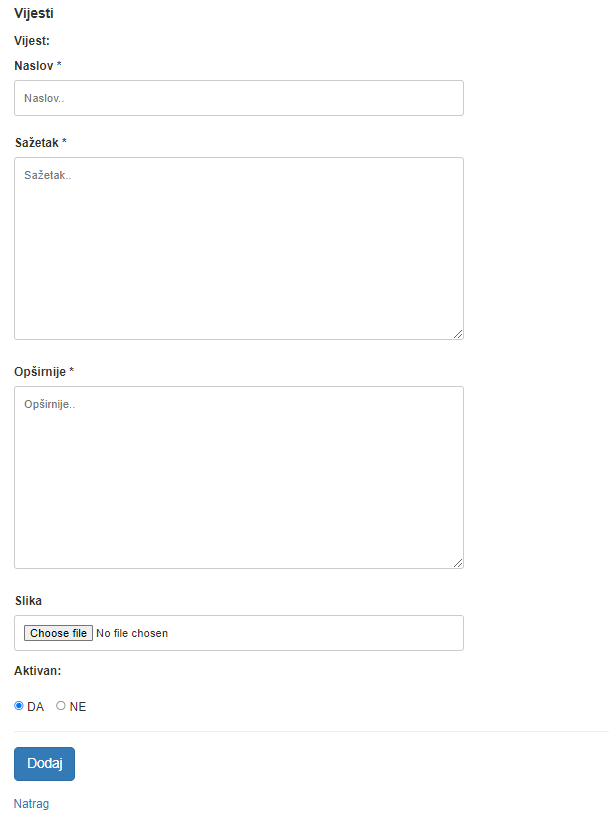 Vijesti
Vijest:
Naslov *
Naslov..
Sažetak *
Sažetak..
Opširnije *
Opširnije..
Slika
Choose file No file chosen
Aktivan:
DA NE
Dodaj
Natrag